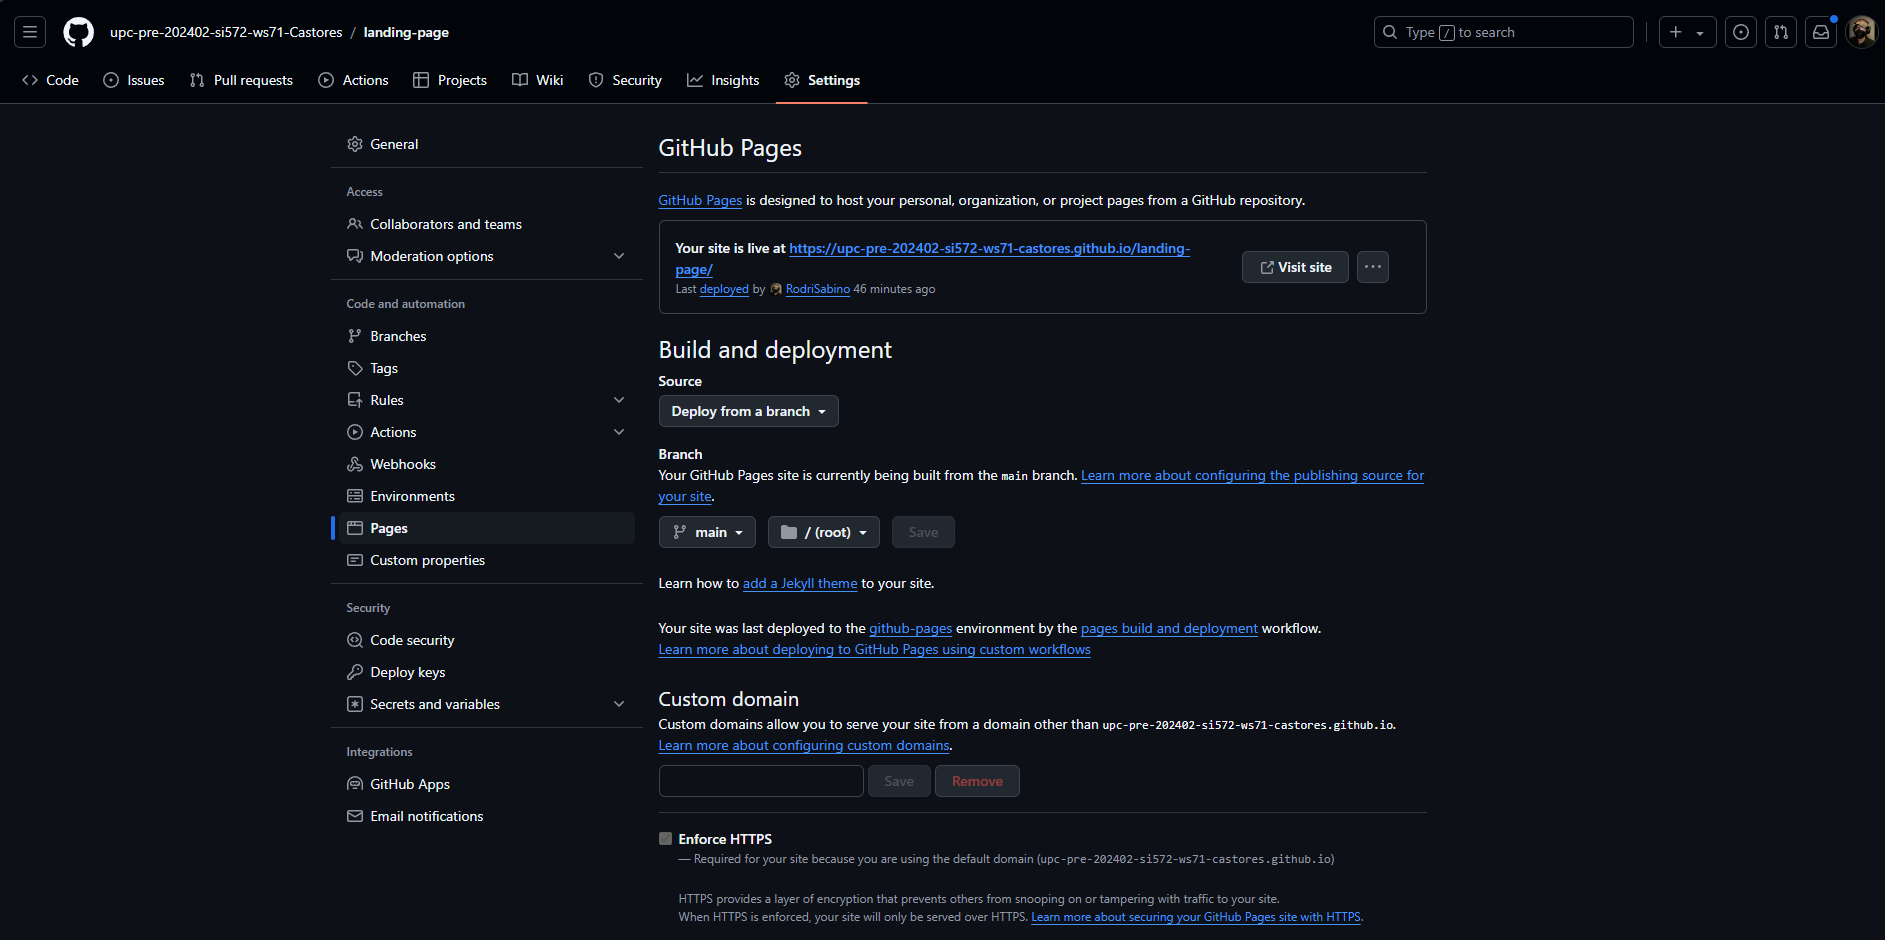 upc-pre-202402-si572-ws71-Castores / landing-page
Type / to search
Code Issues Pull requests Actions Projects Wiki Security Insights Settings
General
Access
Collaborators and teams
Moderation options
Code and automation
Branches
Tags
Rules
Actions
Webhooks
Environments
Pages
Custom properties
Security
Code security
Deploy keys
Secrets and variables
Integrations
GitHub Apps
Email notifications
GitHub Pages
GitHub Pages is designed to host your personal, organization, or project pages from a GitHub repository.
Your site is live at https://upc-pre-202402-si572-ws71-castores.github.io/landing-
page/
Last deployed by RodriSabino 46 minutes ago
Visit site
Build and deployment
Source
Deploy from a branch
Branch
Your GitHub Pages site is currently being built from the main branch. Learn more about configuring the publishing source for
your site.
main / (root) Save
Learn how to add a Jekyll theme to your site.
Your site was last deployed to the github-pages environment by the pages build and deployment workflow.
Learn more about deploying to GitHub Pages using custom workflows
Custom domain
Custom domains allow you to serve your site from a domain other than upc-pre-202402-si572-ws71-castores.github.io.
Learn more about configuring custom domains.
Save Remove
Enforce HTTPS
— Required for your site because you are using the default domain (upc-pre-202402-si572-ws71-castores.github.io)
HTTPS provides a layer of encryption that prevents others from snooping on or tampering with traffic to your site.
When HTTPS is enforced, your site will only be served over HTTPS. Learn more about securing your GitHub Pages site with HTTPS.